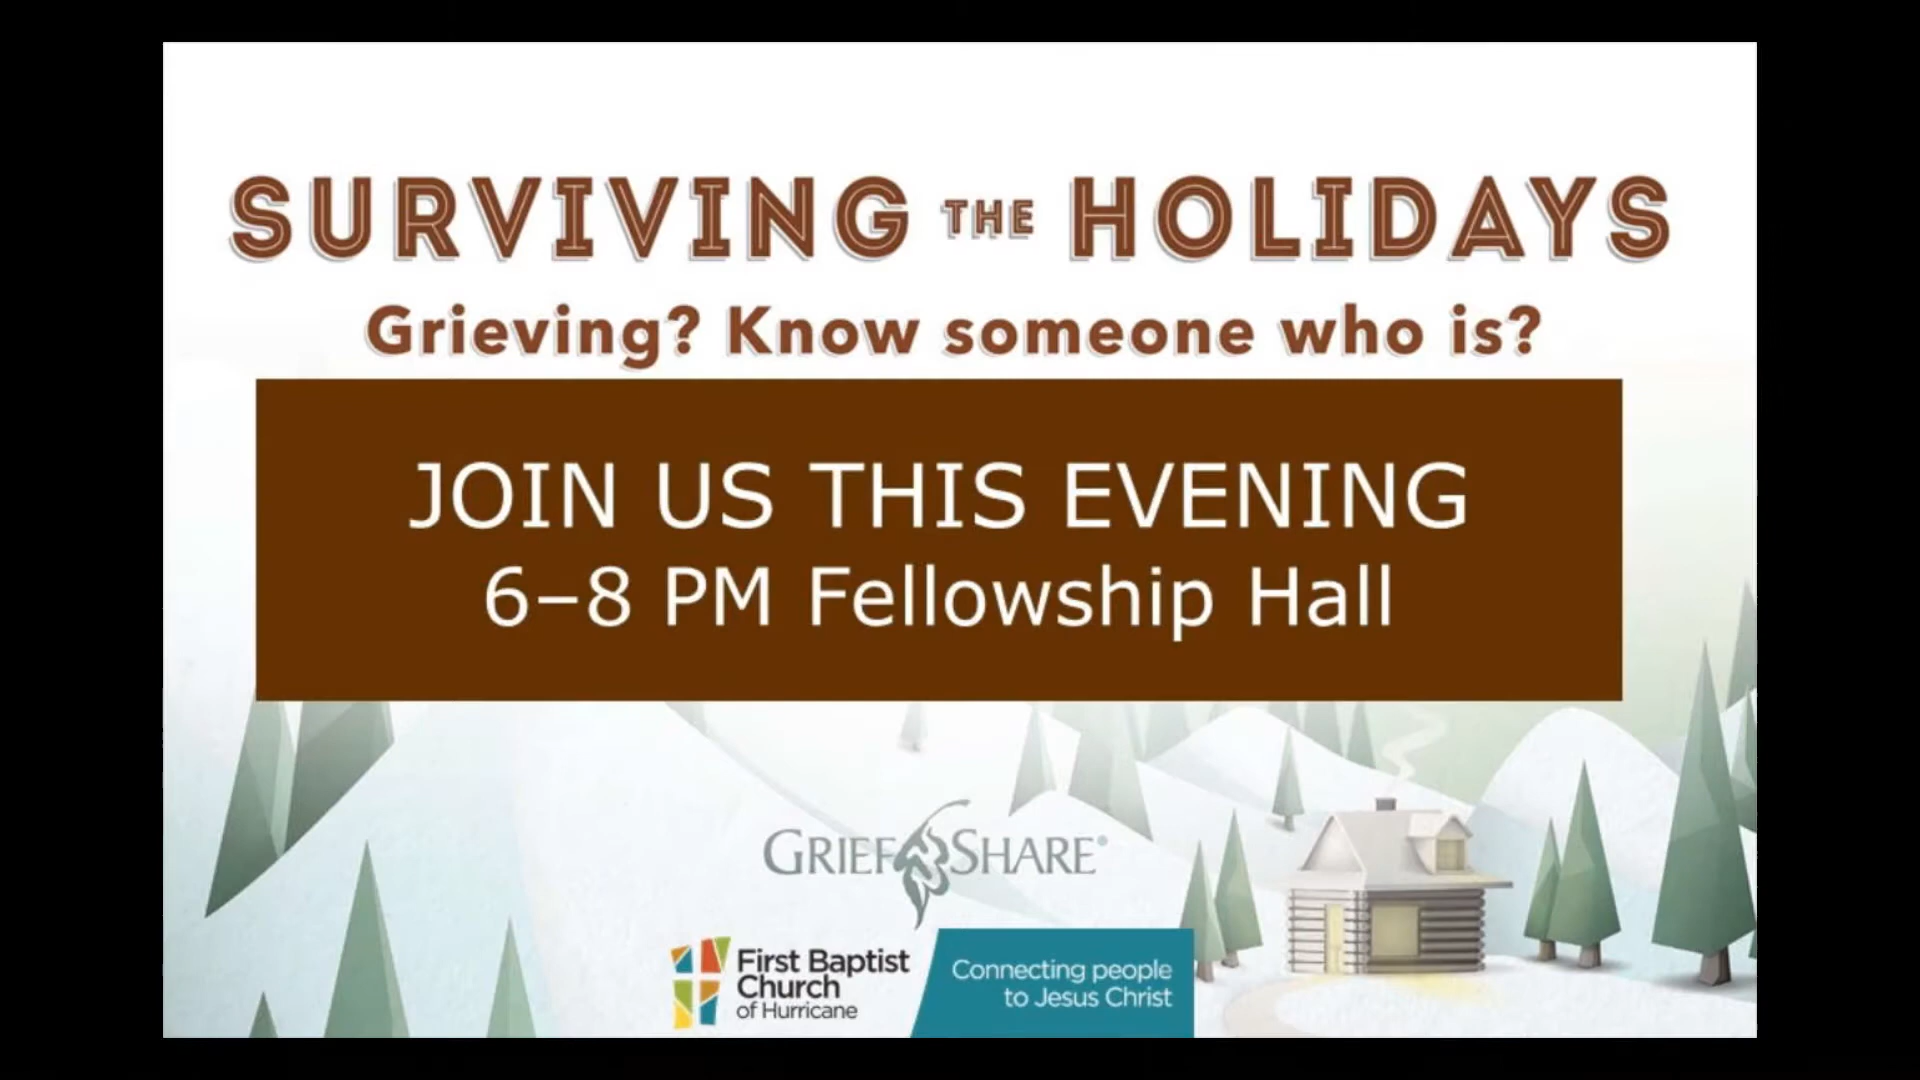 SURVIVING THE HOLIDAYS
Grieving? Know someone who is?
JOIN US THIS EVENING
6–8 PM Fellowship Hall
GRIEFSHARE®
First Baptist
Church
of Hurricane
Connecting people
to Jesus Christ